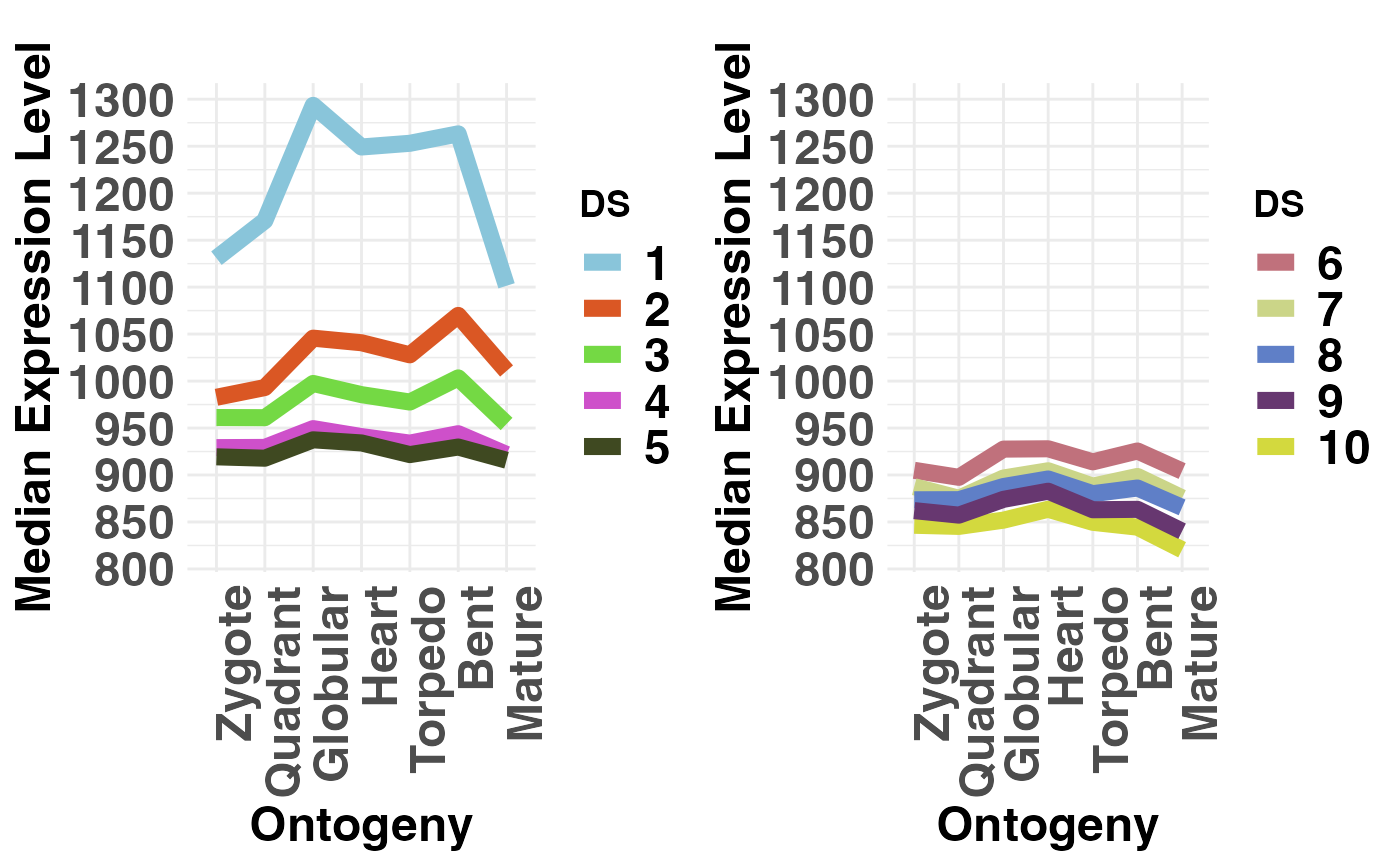 Median Expression Level
1300
1250
1200
1150
1100
1050
1000
950
900
850
800
Zygote
Quadrant
Globular
Heart
Torpedo
Bent
Mature
Ontogeny
DS
1
2
3
4
5
Median Expression Level
1300
1250
1200
1150
1100
1050
1000
950
900
850
800
Zygote
Quadrant
Globular
Heart
Torpedo
Bent
Mature
Ontogeny
DS
6
7
8
9
10